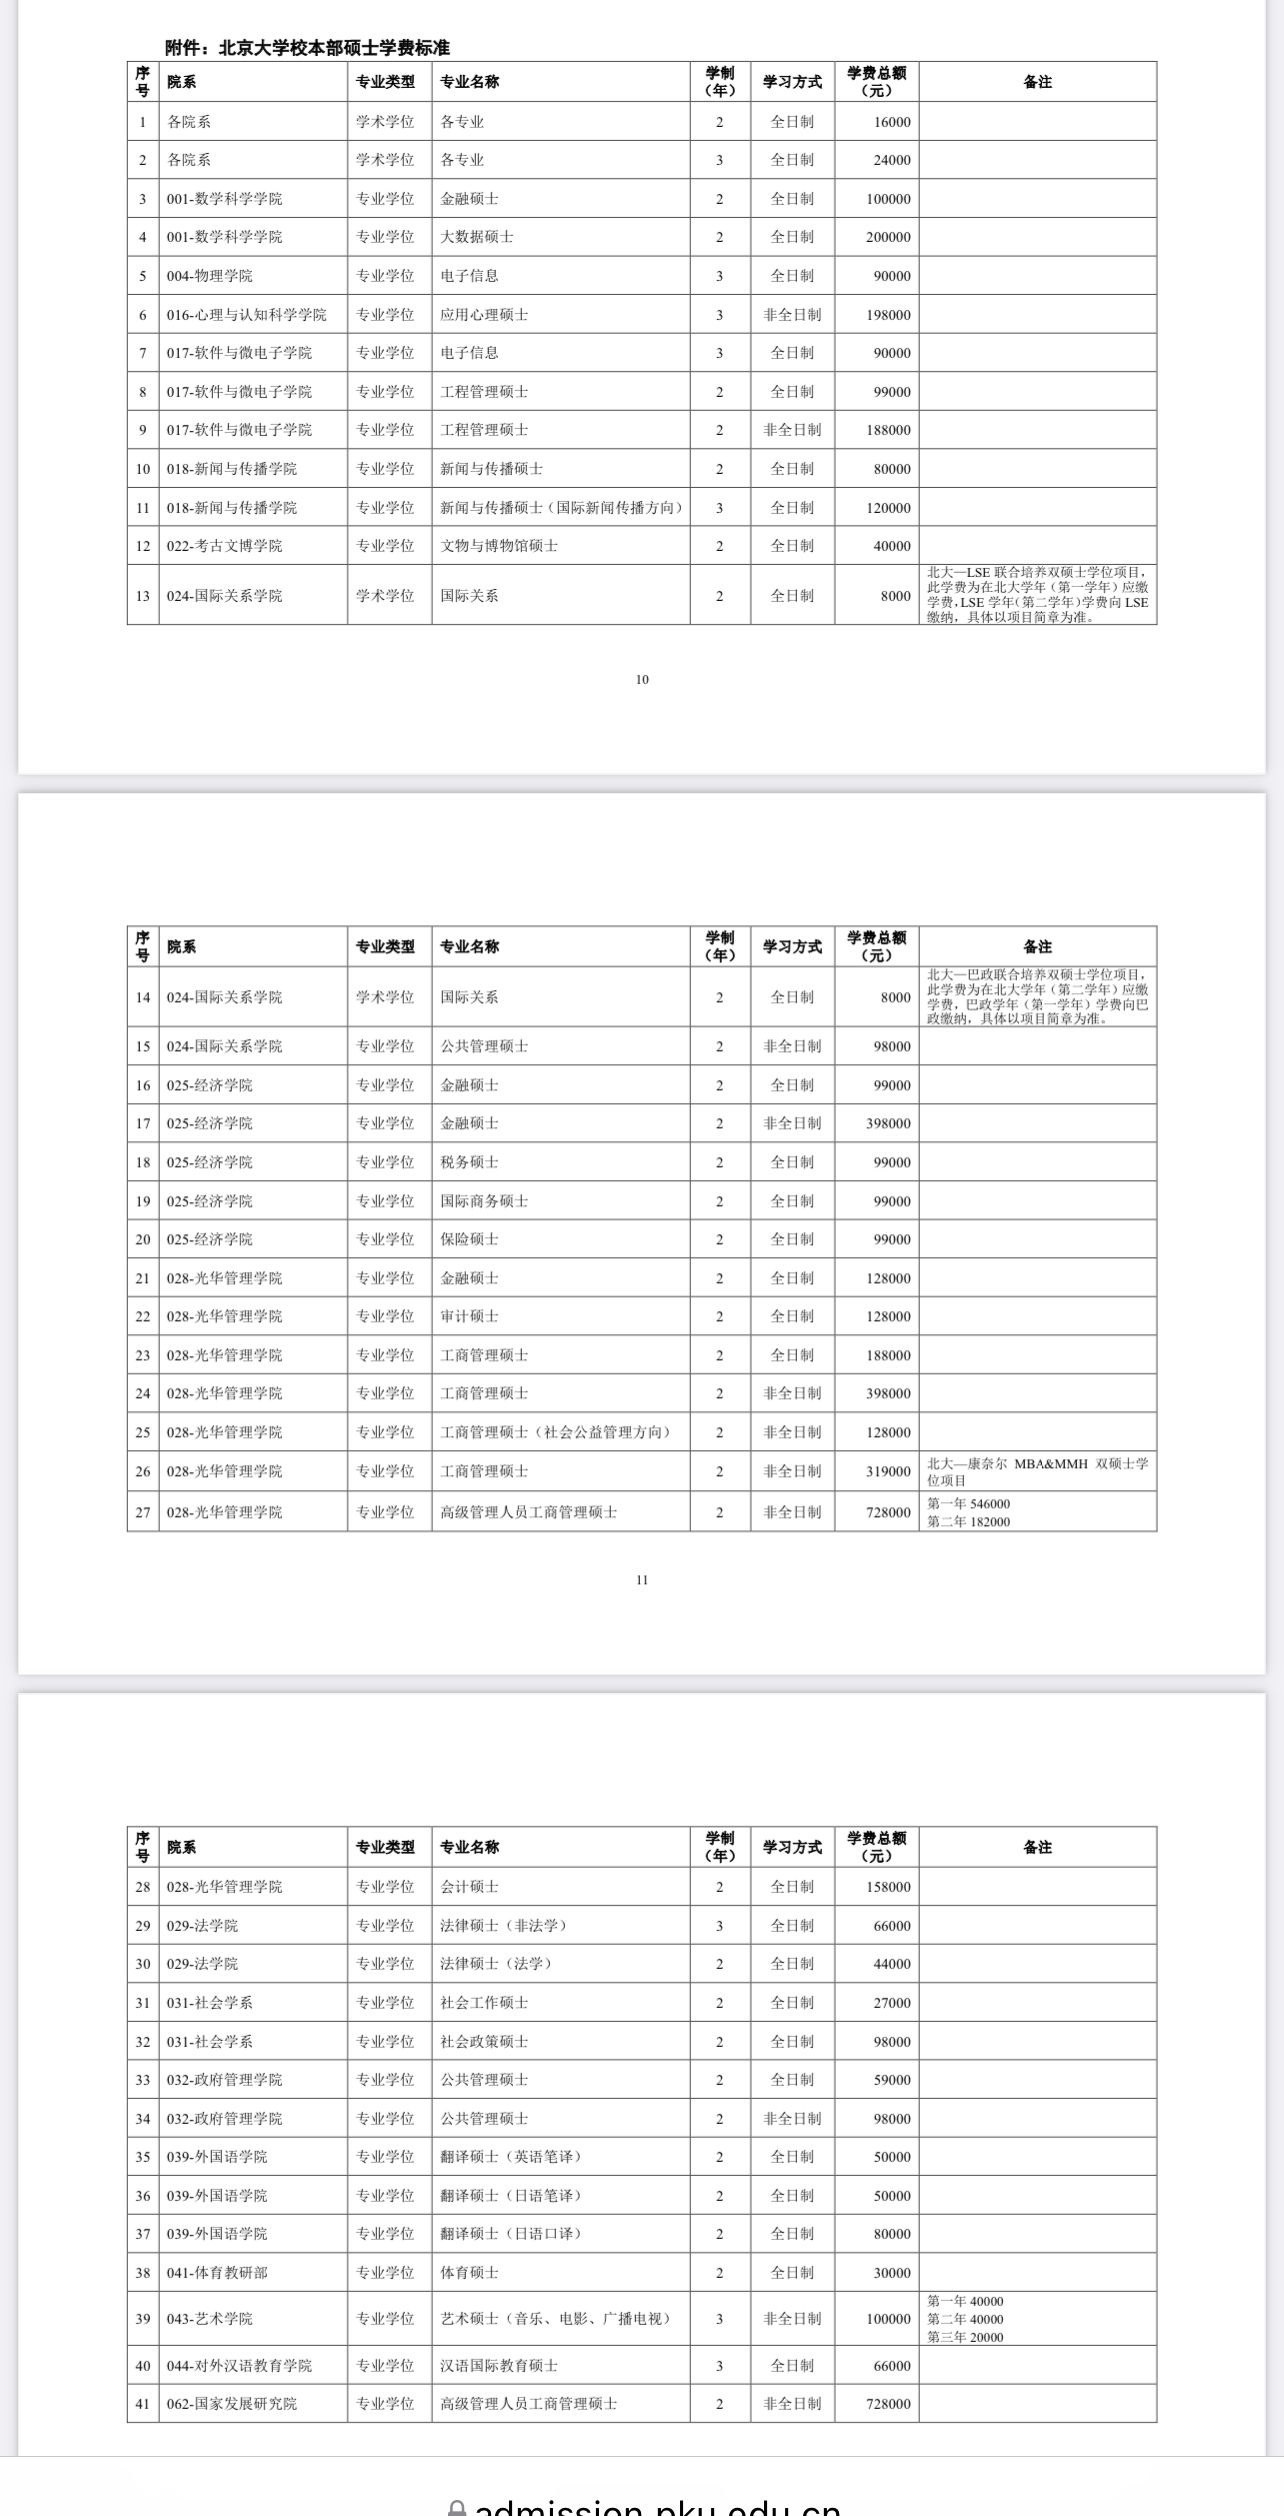 附件：北京大学校本部硕士学费标准
序号 院系 专业类型 专业名称 学制（年） 学习方式 学费总额（元） 备注
1 各院系 学术学位 各专业 2 全日制 16000
2 各院系 学术学位 各专业 3 全日制 24000
3 001-数学科学学院 专业学位 金融硕士 2 全日制 100000
4 001-数学科学学院 专业学位 大数据硕士 2 全日制 200000
5 004-物理学院 专业学位 电子信息 3 全日制 90000
6 016-心理与认知科学学院 专业学位 应用心理硕士 3 非全日制 198000
7 017-软件与微电子学院 专业学位 电子信息 3 全日制 90000
8 017-软件与微电子学院 专业学位 工程管理硕士 2 全日制 99000
9 017-软件与微电子学院 专业学位 工程管理硕士 2 非全日制 188000
10 018-新闻与传播学院 专业学位 新闻与传播硕士 2 全日制 80000
11 018-新闻与传播学院 专业学位 新闻与传播硕士（国际新闻传播方向） 3 全日制 120000
12 022-考古文博学院 专业学位 文物与博物馆硕士 2 全日制 40000
13 024-国际关系学院 学术学位 国际关系 2 全日制 8000 北大—LSE 联合培养双硕士学位项目，
此学费为在北大学年（第一学年）应缴
学费，LSE 学年（第二学年）学费向 LSE
缴纳，具体以项目简章为准。
10
序号 院系 专业类型 专业名称 学制（年） 学习方式 学费总额（元） 备注
14 024-国际关系学院 学术学位 国际关系 2 全日制 8000 北大—巴政联合培养双硕士学位项目，
此学费为在北大学年（第二学年）应缴
学费，巴政学年（第一学年）学费向巴
政缴纳，具体以项目简章为准。
15 024-国际关系学院 专业学位 公共管理硕士 2 非全日制 98000
16 025-经济学院 专业学位 金融硕士 2 全日制 99000
17 025-经济学院 专业学位 金融硕士 2 非全日制 398000
18 025-经济学院 专业学位 税务硕士 2 全日制 99000
19 025-经济学院 专业学位 国际商务硕士 2 全日制 99000
20 025-经济学院 专业学位 保险硕士 2 全日制 99000
21 028-光华管理学院 专业学位 金融硕士 2 全日制 128000
22 028-光华管理学院 专业学位 审计硕士 2 全日制 128000
23 028-光华管理学院 专业学位 工商管理硕士 2 全日制 188000
24 028-光华管理学院 专业学位 工商管理硕士 2 非全日制 398000
25 028-光华管理学院 专业学位 工商管理硕士（社会公益管理方向） 2 非全日制 128000
26 028-光华管理学院 专业学位 工商管理硕士 2 非全日制 319000 北大—康奈尔 MBA&MMH 双硕士学
位项目
27 028-光华管理学院 专业学位 高级管理人员工商管理硕士 2 非全日制 728000 第一年 546000
第二年 182000
11
序号 院系 专业类型 专业名称 学制（年） 学习方式 学费总额（元） 备注
28 028-光华管理学院 专业学位 会计硕士 2 全日制 158000
29 029-法学院 专业学位 法律硕士（非法学） 3 全日制 66000
30 029-法学院 专业学位 法律硕士（法学） 2 全日制 44000
31 031-社会学系 专业学位 社会工作硕士 2 全日制 27000
32 031-社会学系 专业学位 社会政策硕士 2 全日制 98000
33 032-政府管理学院 专业学位 公共管理硕士 2 全日制 59000
34 032-政府管理学院 专业学位 公共管理硕士 2 非全日制 98000
35 039-外国语学院 专业学位 翻译硕士（英语笔译） 2 全日制 50000
36 039-外国语学院 专业学位 翻译硕士（日语笔译） 2 全日制 50000
37 039-外国语学院 专业学位 翻译硕士（日语口译） 2 全日制 80000
38 041-体育教研部 专业学位 体育硕士 2 全日制 30000
39 043-艺术学院 专业学位 艺术硕士（音乐、电影、广播电视） 3 非全日制 100000 第一年 40000
第二年 40000
第三年 20000
40 044-对外汉语教育学院 专业学位 汉语国际教育硕士 3 全日制 66000
41 062-国家发展研究院 专业学位 高级管理人员工商管理硕士 2 非全日制 728000
admission.pku.edu.cn